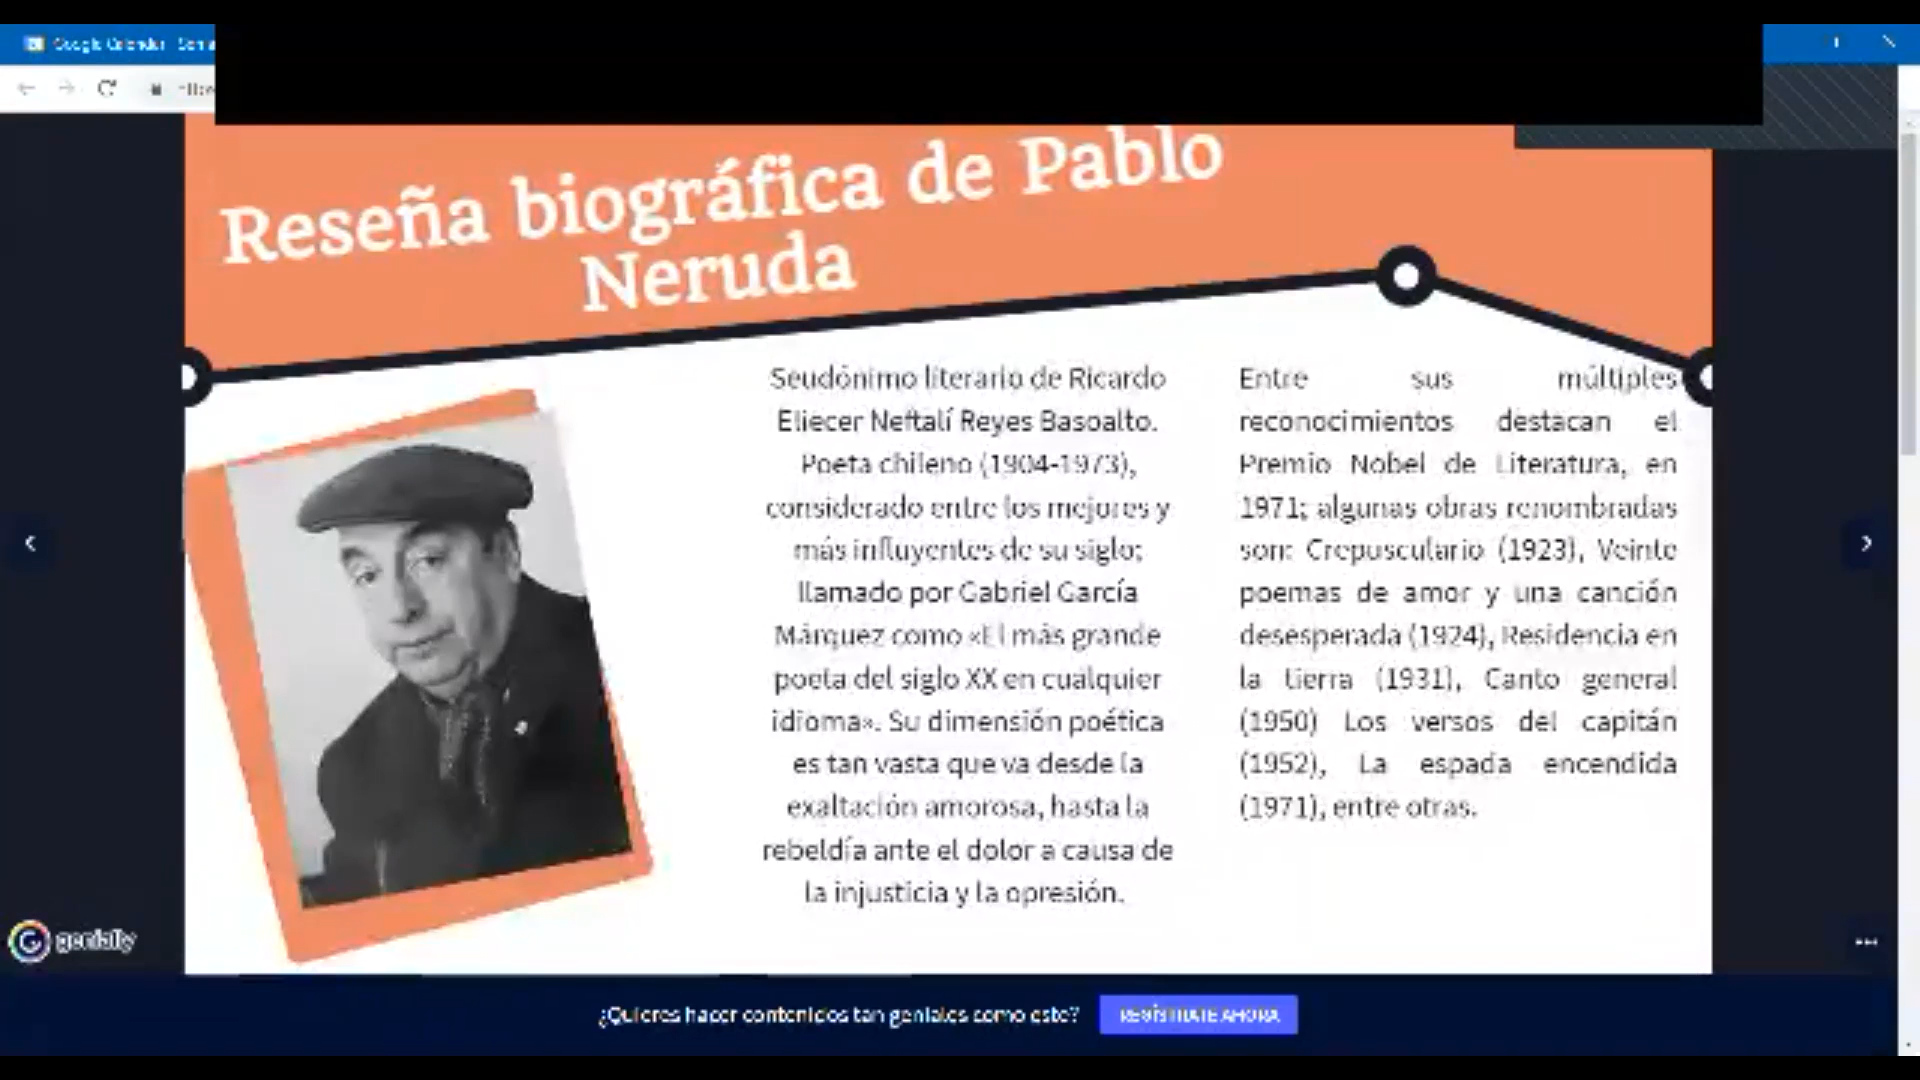 Google Calendar
Reseña biográfica de Pablo
Neruda
Seudónimo literario de Ricardo
Eliecer Neftalí Reyes Basoalto.
Poeta chileno (1904-1973),
considerado entre los mejores y
más influyentes de su siglo;
llamado por Gabriel García
Márquez como «El más grande
poeta del siglo XX en cualquier
idioma». Su dimensión poética
es tan vasta que va desde la
exaltación amorosa, hasta la
rebeldía ante el dolor a causa de
la injusticia y la opresión.
Entre sus múltiples
reconocimientos destacan el
Premio Nobel de Literatura, en
1971; algunas obras renombradas
son: Crepusculario (1923), Veinte
poemas de amor y una canción
desesperada (1924), Residencia en
la tierra (1931), Canto general
(1950) Los versos del capitán
(1952), La espada encendida
(1971), entre otras.
genially
¿Quieres hacer contenidos tan geniales como este?
REGÍSTRATE AHORA